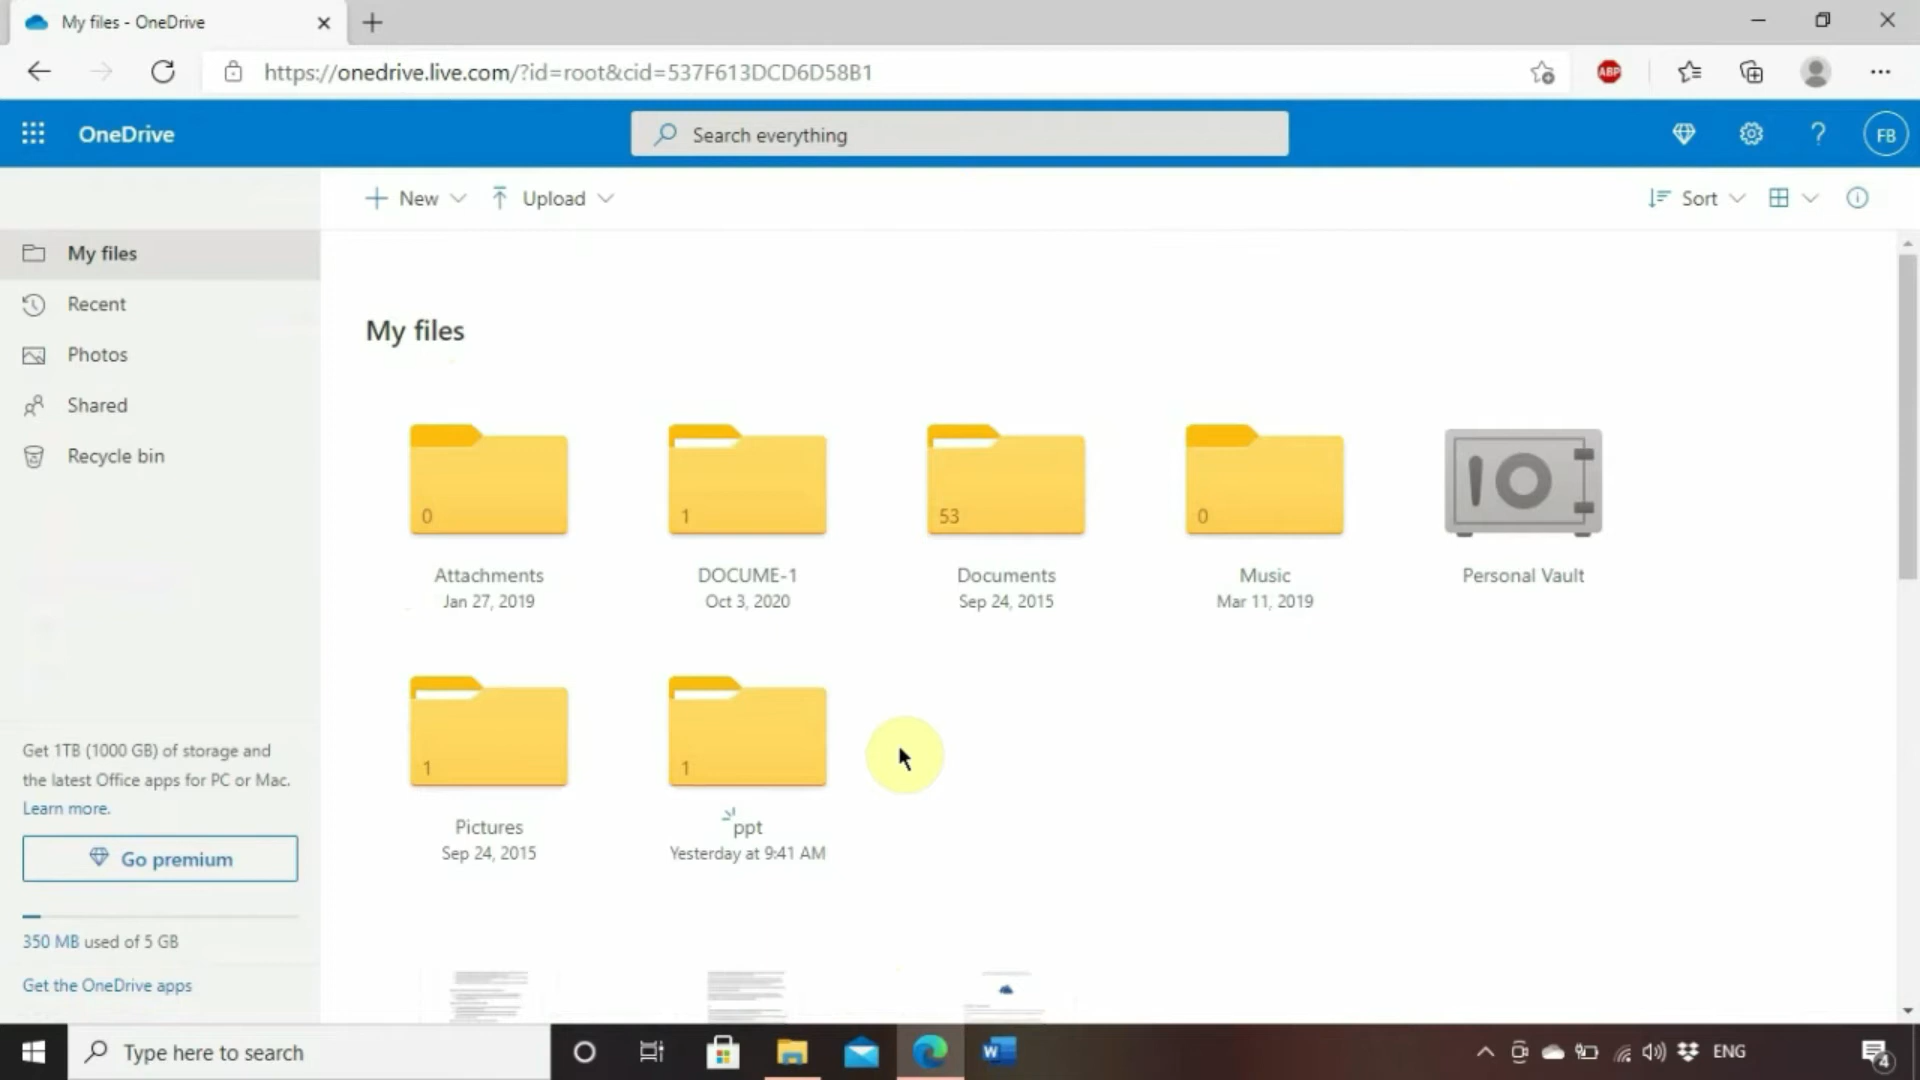 My files - OneDrive
https://onedrive.live.com/?id=root&cid=537F613DCD6D58B1
ABP
OneDrive
Search everything
?
FB
New
Upload
Sort
My files
Recent
Photos
Shared
Recycle bin
My files
0
1
53
0
Attachments
DOCUME-1
Documents
Music
Personal Vault
Jan 27, 2019
Oct 3, 2020
Sep 24, 2015
Mar 11, 2019
1
1
Pictures
ppt
Sep 24, 2015
Yesterday at 9:41 AM
Get 1TB (1000 GB) of storage and
the latest Office apps for PC or Mac.
Learn more.
Go premium
350 MB used of 5 GB
Get the OneDrive apps
Type here to search
W
ENG
4